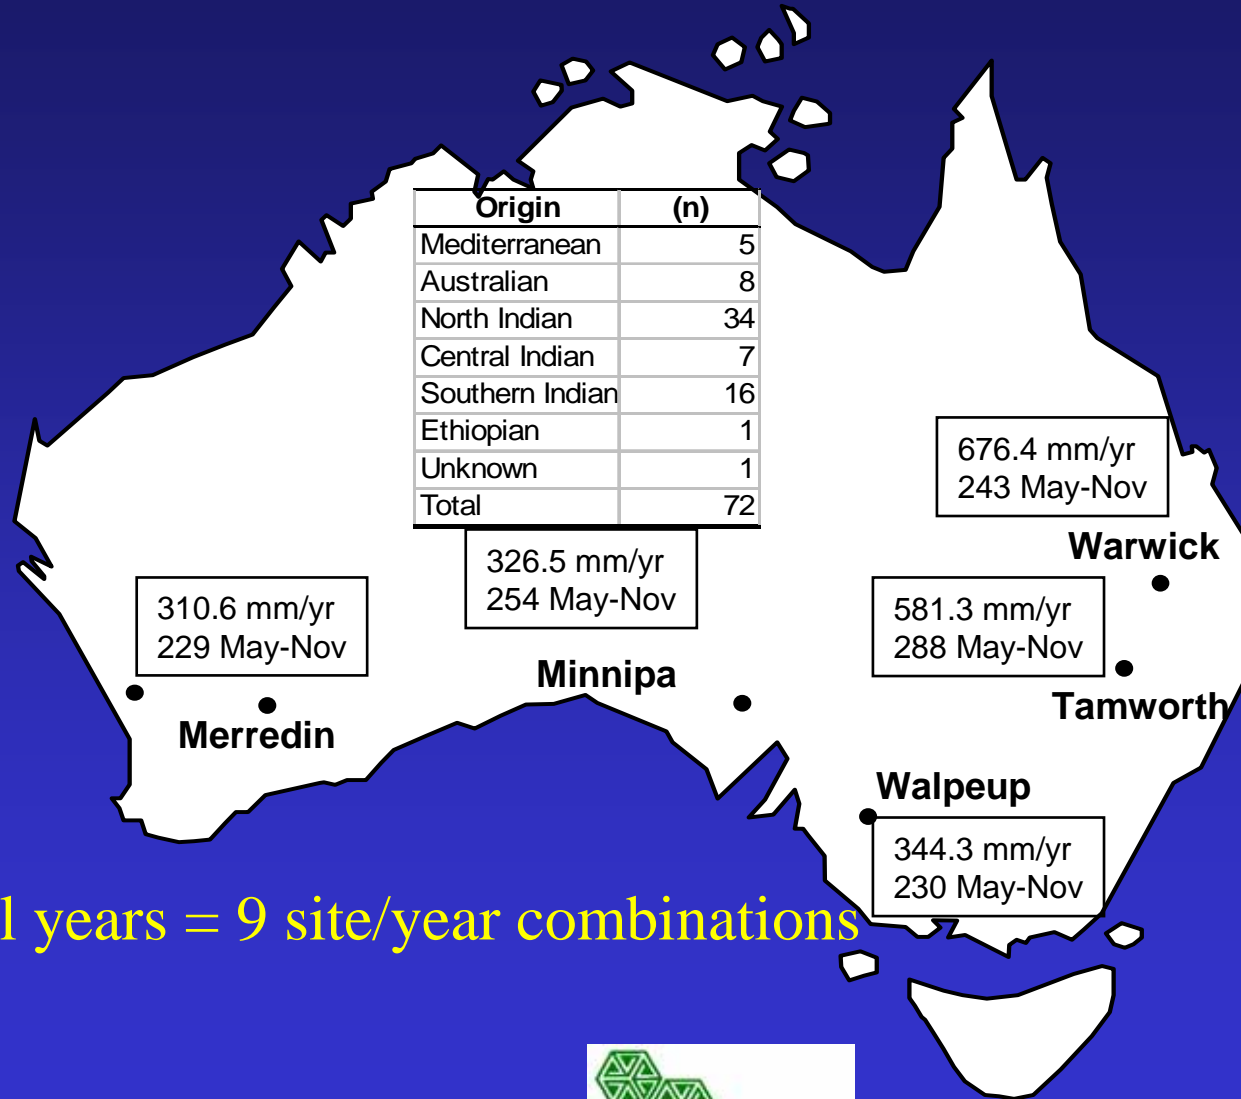 Origin (n)
Mediterranean 5
Australian 8
North Indian 34
Central Indian 7
Southern Indian 16
Ethiopian 1
Unknown 1
Total 72
676.4 mm/yr
243 May-Nov
Warwick
326.5 mm/yr
254 May-Nov
310.6 mm/yr
229 May-Nov
581.3 mm/yr
288 May-Nov
Minnipa
Tamworth
Merredin
Walpeup
344.3 mm/yr
230 May-Nov
years = 9 site/year combinations